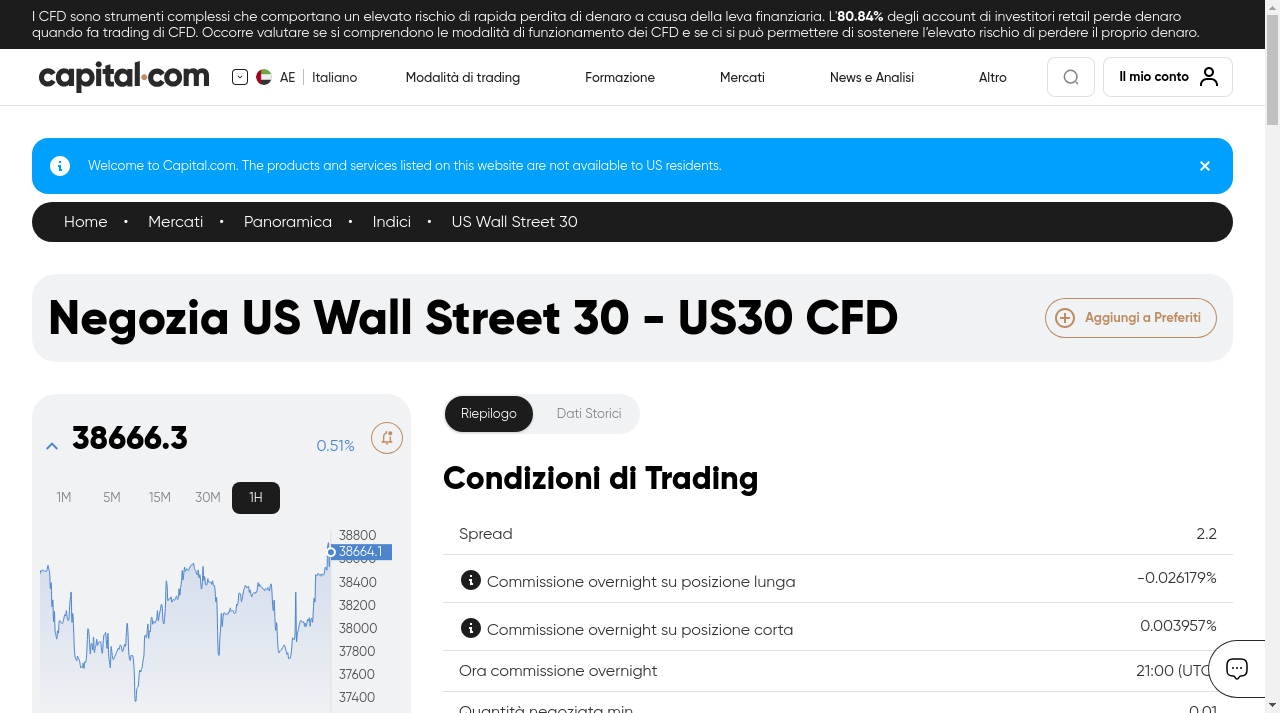 I CFD sono strumenti complessi che comportano un elevato rischio di rapida perdita di denaro a causa della leva finanziaria. L'80.84% degli account di investitori retail perde denaro
quando fa trading di CFD. Occorre valutare se si comprendono le modalità di funzionamento dei CFD e se ci si può permettere di sostenere l’elevato rischio di perdere il proprio denaro.
capital.com
AE
Italiano
Modalità di trading
Formazione
Mercati
News e Analisi
Altro
Il mio conto
Welcome to Capital.com. The products and services listed on this website are not available to US residents.
Home • Mercati • Panoramica • Indici • US Wall Street 30
Negozia US Wall Street 30 - US30 CFD
Aggiungi a Preferiti
38666.3
0.51%
1M 5M 15M 30M 1H
38800
38664.1
38400
38200
38000
37800
37600
37400
Riepilogo
Dati Storici
Condizioni di Trading
Spread 2.2
Commissione overnight su posizione lunga -0.026179%
Commissione overnight su posizione corta 0.003957%
Ora commissione overnight 21:00 (UTC)
Quantità negoziata min. 0.01